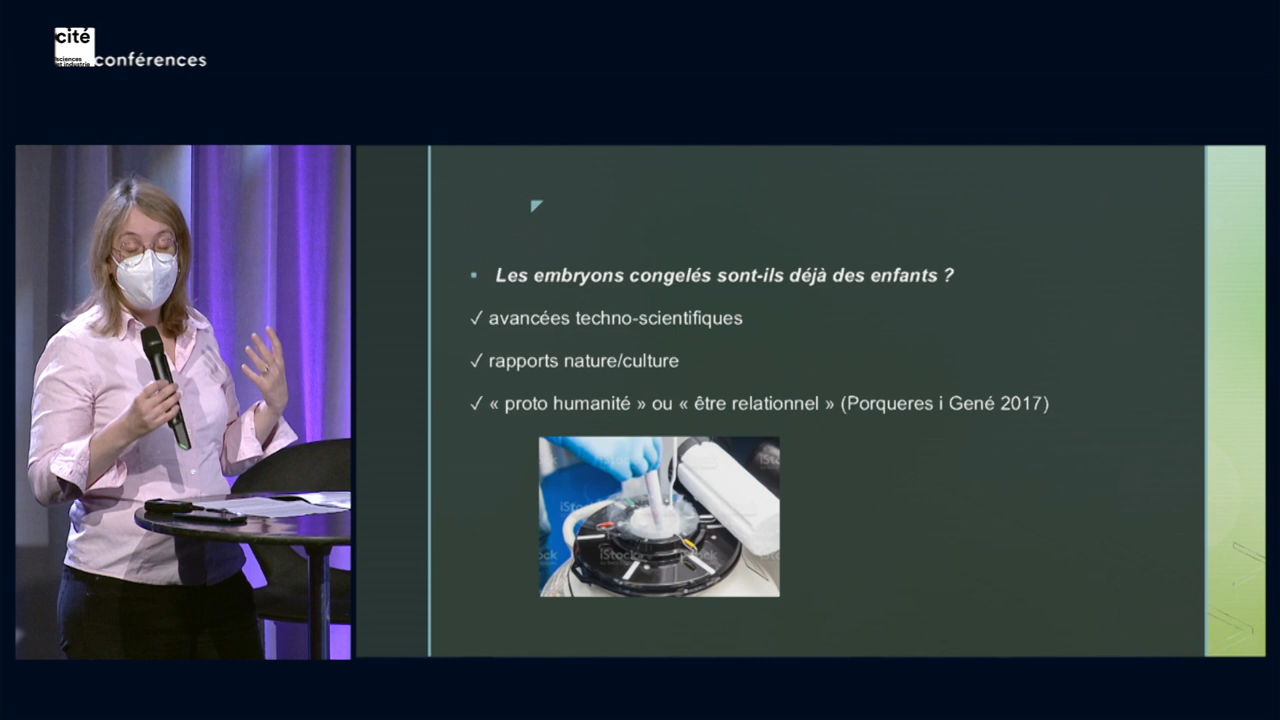 cité
sciences
et industrie
conférences
Les embryons congelés sont-ils déjà des enfants ?
✓ avancées techno-scientifiques
✓ rapports nature/culture
✓ « proto humanité » ou « être relationnel » (Porqueres i Gené 2017)
iStock